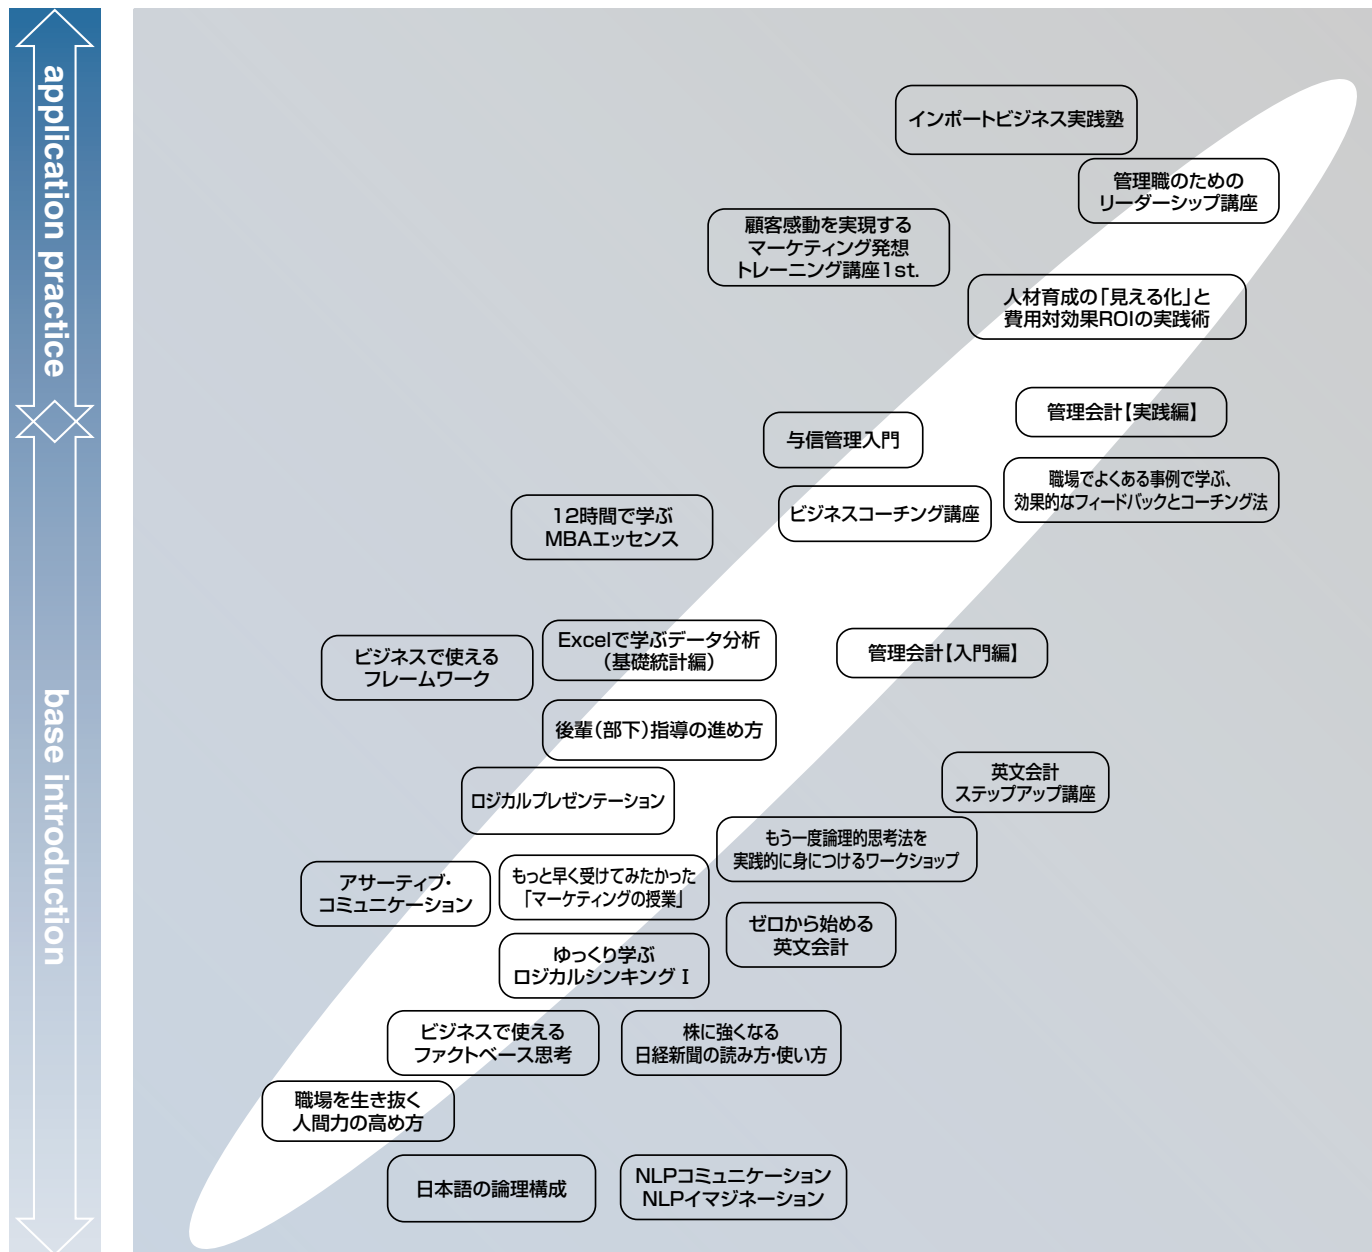 application practice
base introduction
インポートビジネス実践塾
管理職のための
リーダーシップ講座
顧客感動を実現する
マーケティング発想
トレーニング講座1st.
人材育成の「見える化」と
費用対効果ROIの実践術
管理会計【実践編】
与信管理入門
職場でよくある事例で学ぶ、
効果的なフィードバックとコーチング法
ビジネスコーチング講座
12時間で学ぶ
MBAエッセンス
Excelで学ぶデータ分析
（基礎統計編）
管理会計【入門編】
ビジネスで使える
フレームワーク
後輩（部下）指導の進め方
英文会計
ステップアップ講座
ロジカルプレゼンテーション
もう一度論理的思考法を
実践的に身につけるワークショップ
アサーティブ・
コミュニケーション
もっと早く受けてみたかった
「マーケティングの授業」
ゼロから始める
英文会計
ゆっくり学ぶ
ロジカルシンキング I
ビジネスで使える
ファクトベース思考
株に強くなる
日経新聞の読み方・使い方
職場を生き抜く
人間力の高め方
日本語の論理構成
NLPコミュニケーション
NLPイマジネーション